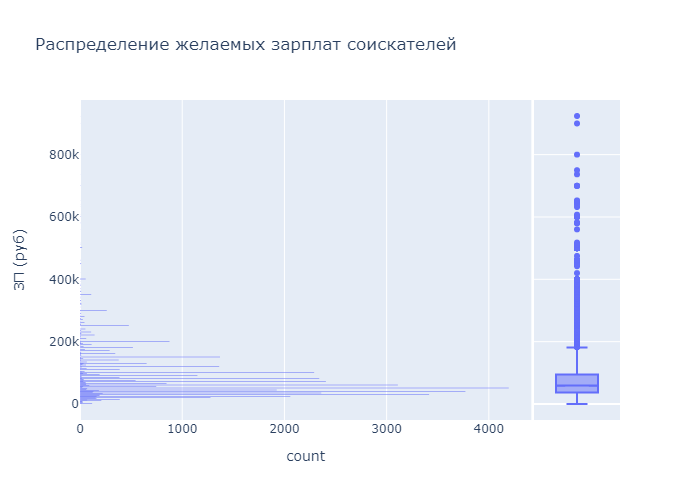 Распределение желаемых зарплат соискателей
800k
600k
400k
200k
0
ЗП (руб)
0 1000 2000 3000 4000
count